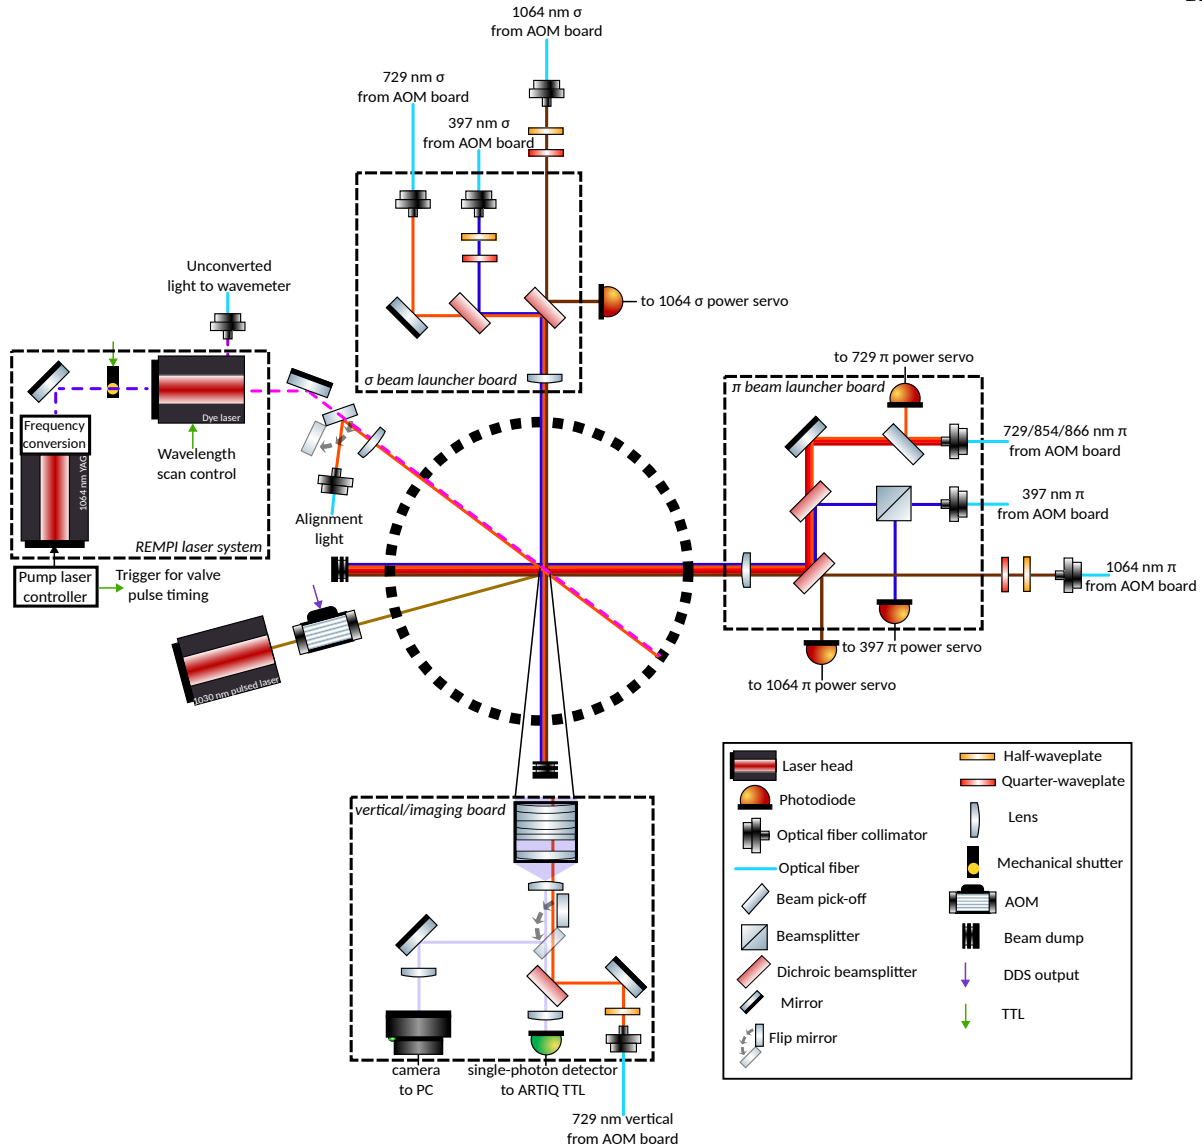 1064 nm σ
from AOM board
729 nm σ
from AOM board
397 nm σ
from AOM board
Unconverted
light to wavemeter
to 1064 σ power servo
σ beam launcher board
Dye laser
Frequency
conversion
1064 nm YAG
Wavelength
scan control
REMPI laser system
Pump laser
controller
Trigger for valve
pulse timing
Alignment
light
1030 nm pulsed laser
to 729 π power servo
π beam launcher board
729/854/866 nm π
from AOM board
397 nm π
from AOM board
1064 nm π
from AOM board
to 397 π power servo
to 1064 π power servo
vertical/imaging board
camera
to PC
single-photon detector
to ARTIQ TTL
729 nm vertical
from AOM board
Laser head
Photodiode
Optical fiber collimator
Optical fiber
Beam pick-off
Beamsplitter
Dichroic beamsplitter
Mirror
Flip mirror
Half-waveplate
Quarter-waveplate
Lens
Mechanical shutter
AOM
Beam dump
DDS output
TTL